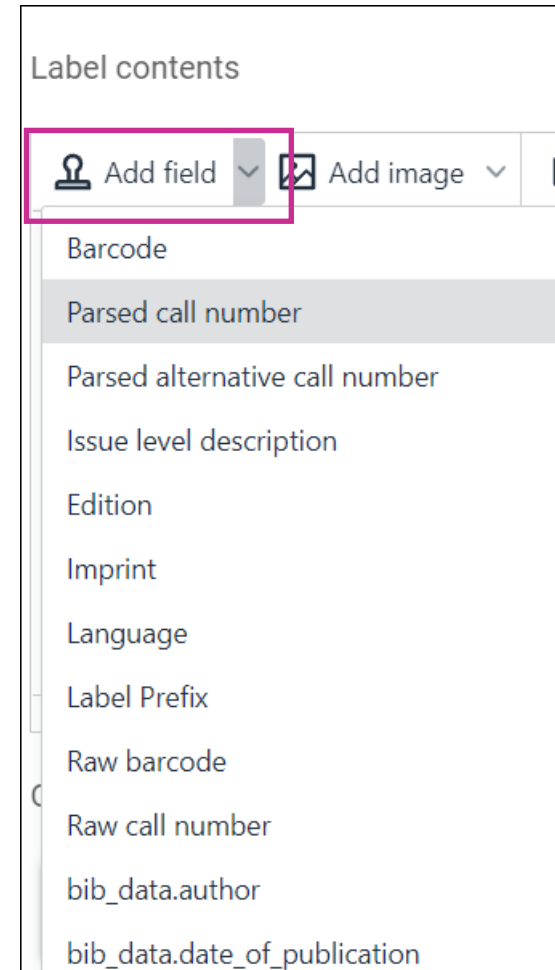 Label contents
Add field Add image
Barcode
Parsed call number
Parsed alternative call number
Issue level description
Edition
Imprint
Language
Label Prefix
Raw barcode
Raw call number
bib_data.author
bib_data.date_of_publication